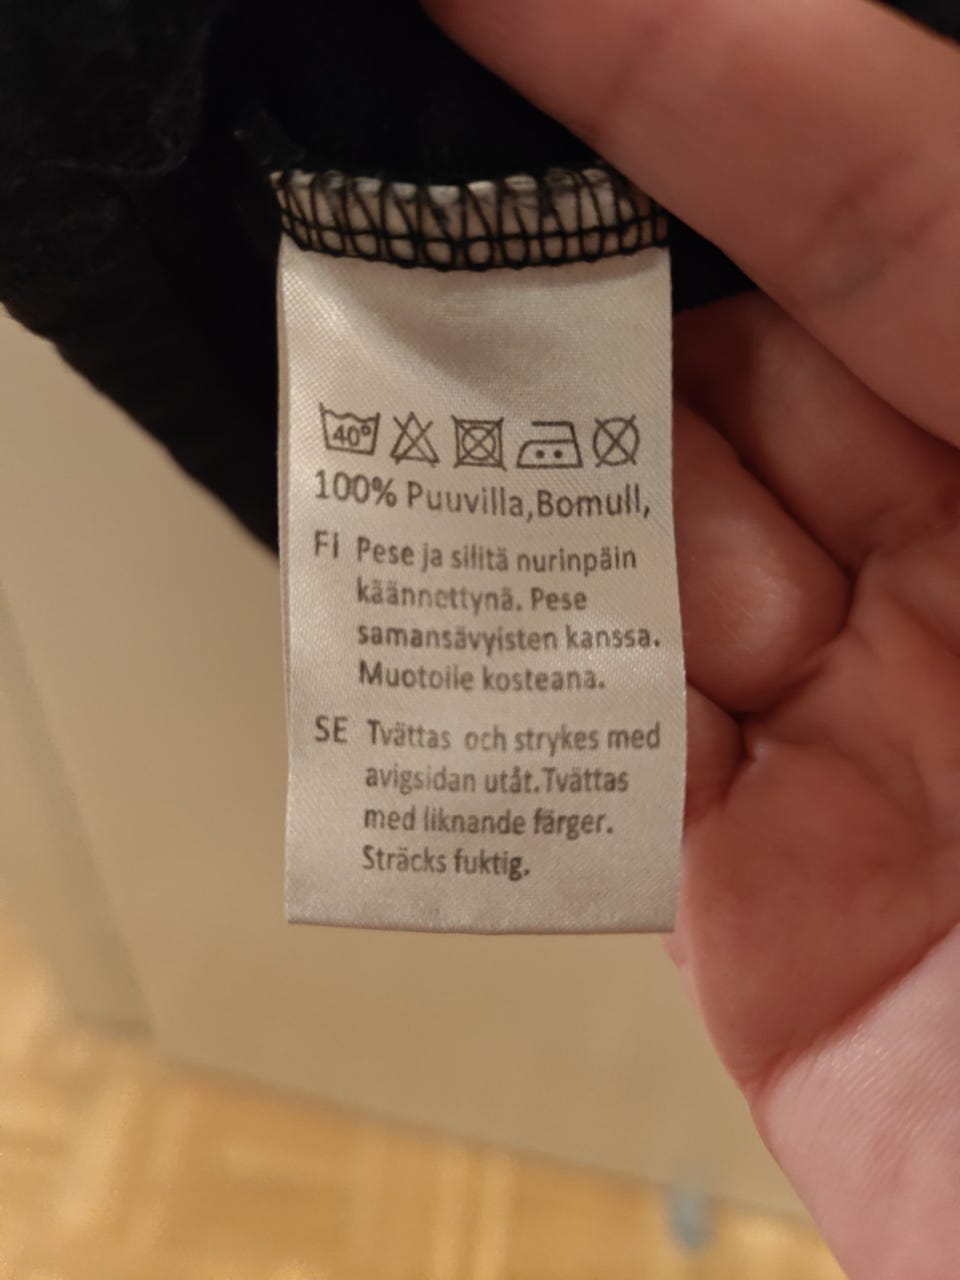 40°
100% Puuvilla,Bomull,
FI Pese ja silitä nurinpäin
käännettynä. Pese
samansävyisten kanssa.
Muotoile kosteana.
SE Tvättas och strykes med
avigsidan utåt.Tvättas
med liknande färger.
Sträcks fuktig.